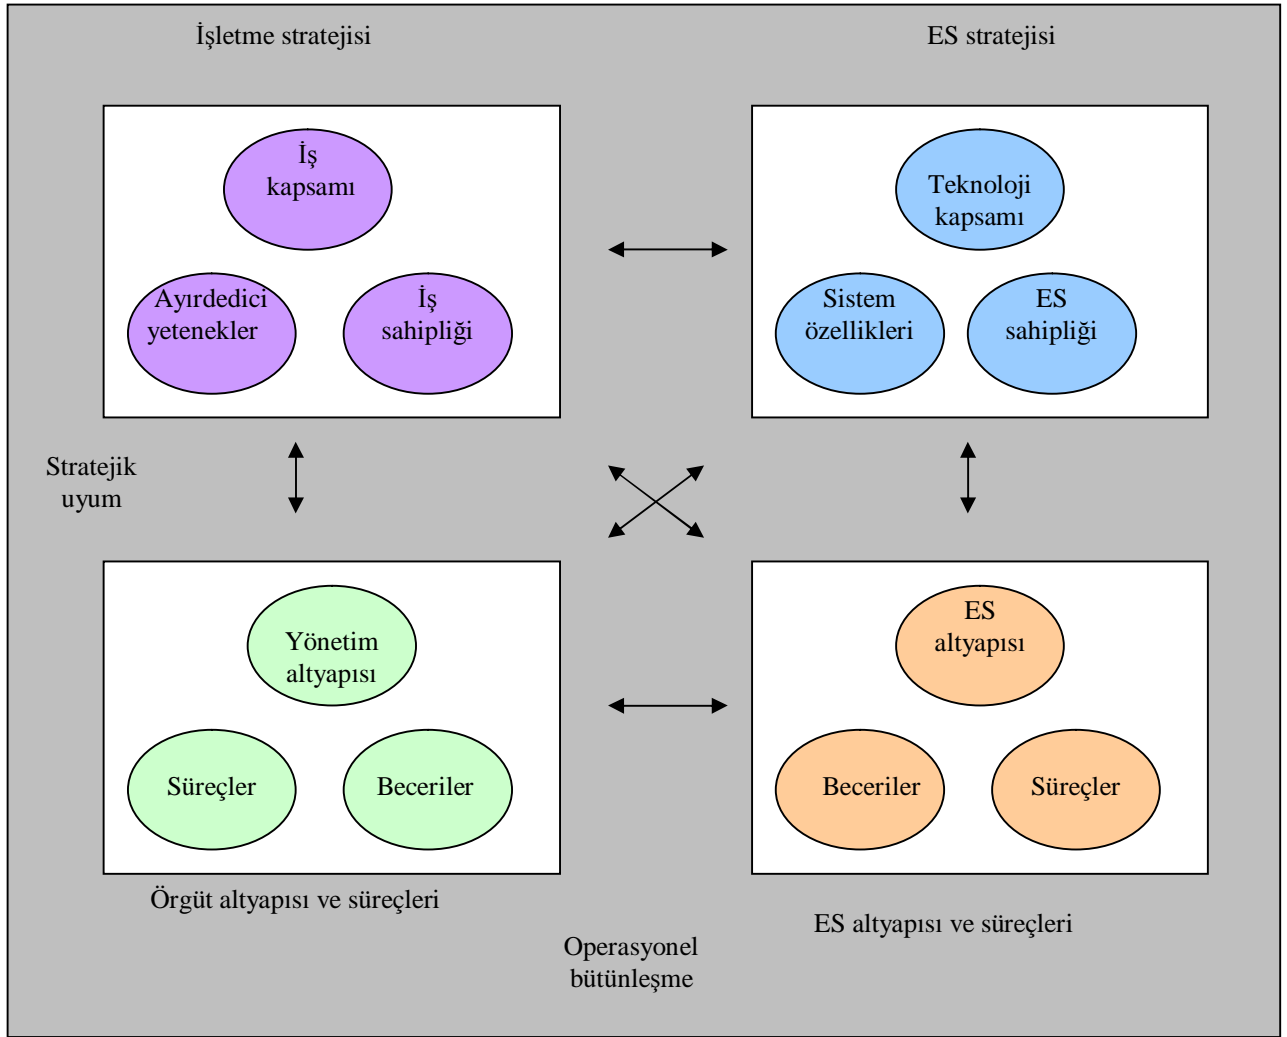 İşletme stratejisi
ES stratejisi
İş
kapsamı
Ayırdedici
yetenekler
İş
sahipliği
Teknoloji
kapsamı
Sistem
özellikleri
ES
sahipliği
Stratejik
uyum
Yönetim
altyapısı
Süreçler
Beceriler
ES
altyapısı
Beceriler
Süreçler
Örgüt altyapısı ve süreçleri
ES altyapısı ve süreçleri
Operasyonel
bütünleşme